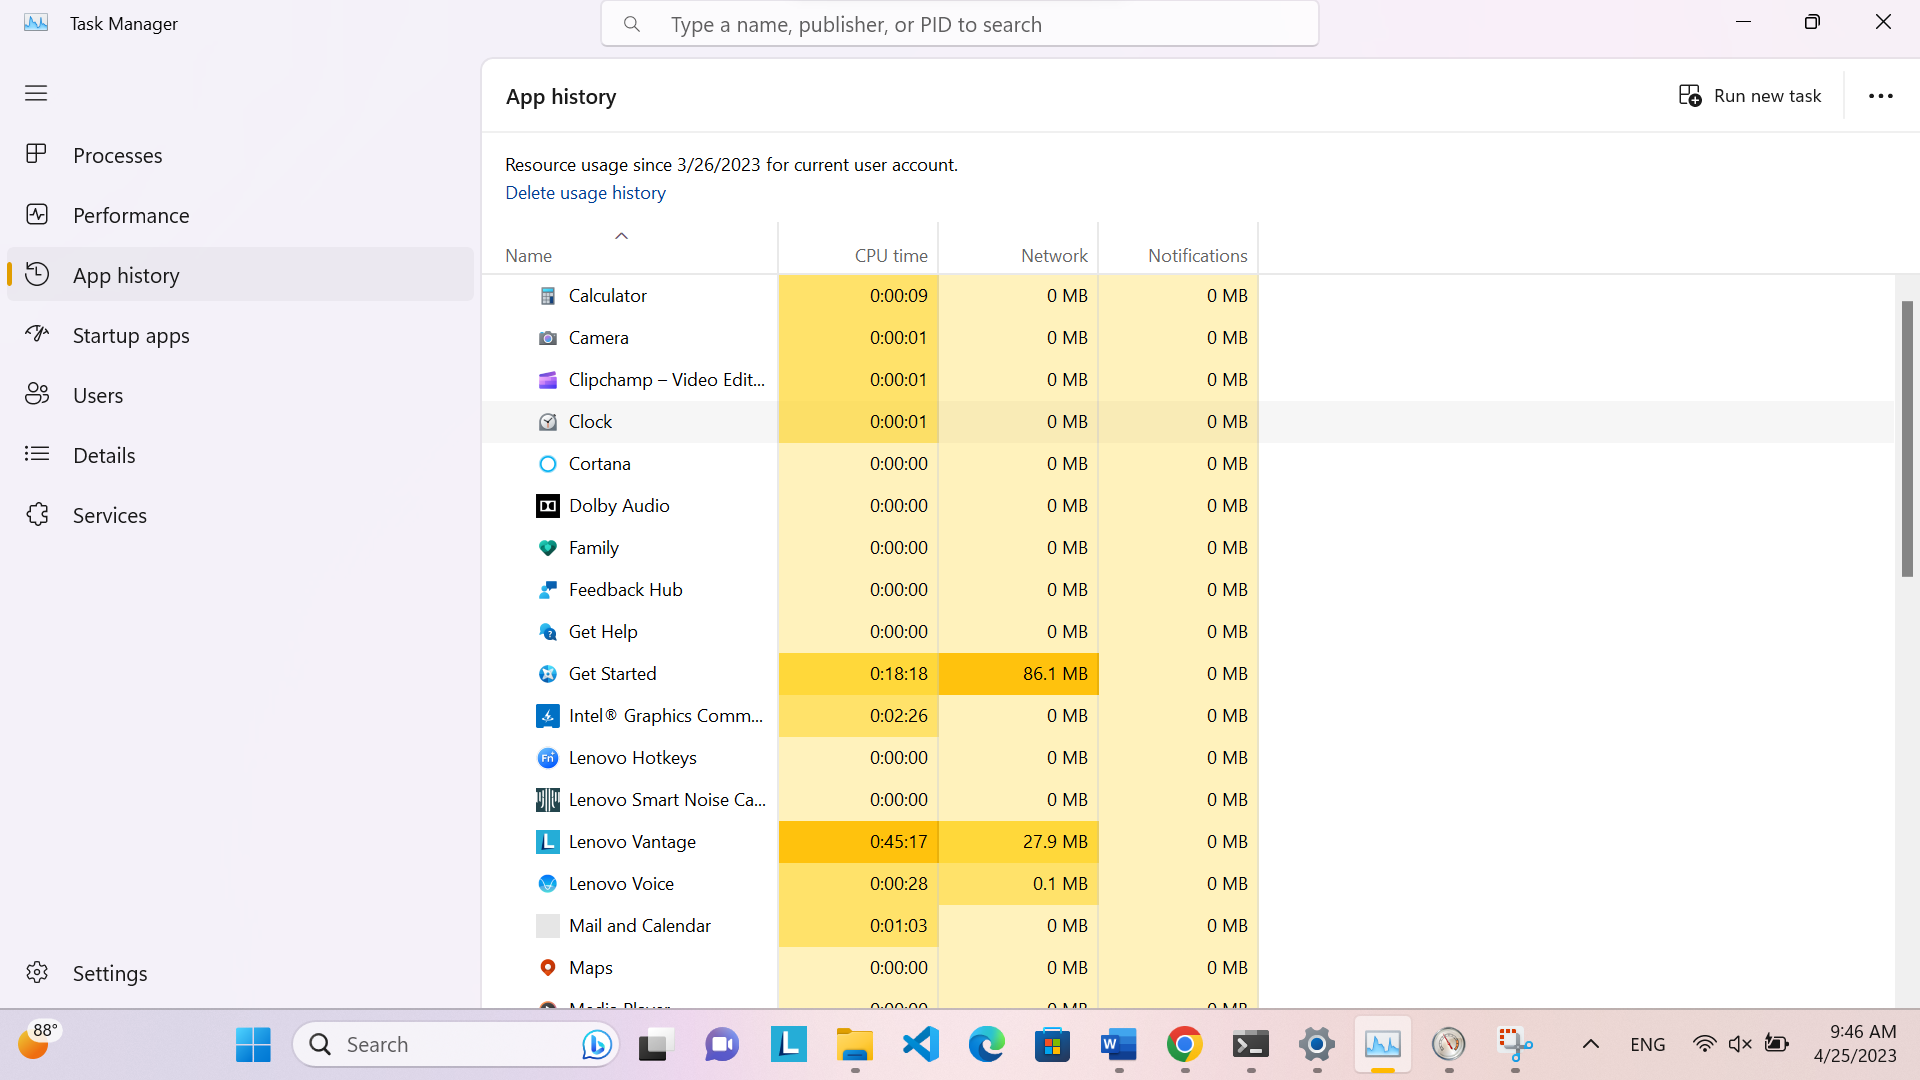 Task Manager
Type a name, publisher, or PID to search
App history
Run new task
Processes
Performance
App history
Startup apps
Users
Details
Services
Settings
Resource usage since 3/26/2023 for current user account.
Delete usage history
Name CPU time Network Notifications
Calculator 0:00:09 0 MB 0 MB
Camera 0:00:01 0 MB 0 MB
Clipchamp – Video Edit... 0:00:01 0 MB 0 MB
Clock 0:00:01 0 MB 0 MB
Cortana 0:00:00 0 MB 0 MB
Dolby Audio 0:00:00 0 MB 0 MB
Family 0:00:00 0 MB 0 MB
Feedback Hub 0:00:00 0 MB 0 MB
Get Help 0:00:00 0 MB 0 MB
Get Started 0:18:18 86.1 MB 0 MB
Intel® Graphics Comm... 0:02:26 0 MB 0 MB
Lenovo Hotkeys 0:00:00 0 MB 0 MB
Lenovo Smart Noise Ca... 0:00:00 0 MB 0 MB
Lenovo Vantage 0:45:17 27.9 MB 0 MB
Lenovo Voice 0:00:28 0.1 MB 0 MB
Mail and Calendar 0:01:03 0 MB 0 MB
Maps 0:00:00 0 MB 0 MB
Media Player 0:00:00 0 MB 0 MB
88°
Search
ENG
9:46 AM
4/25/2023